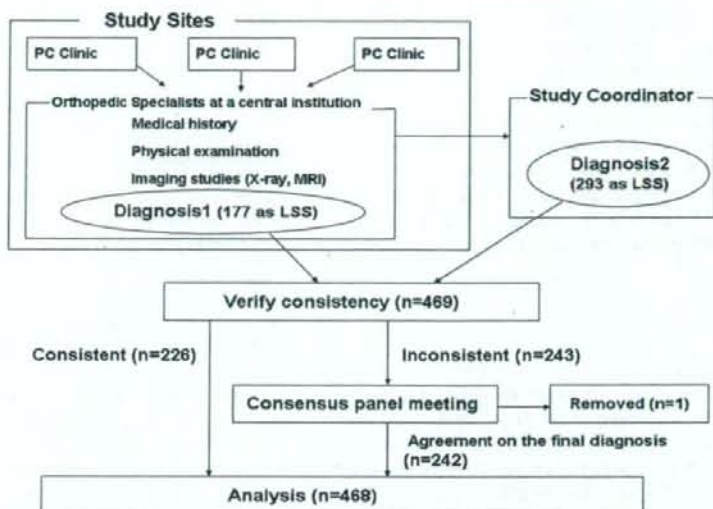 Study Sites
PC Clinic
PC Clinic
PC Clinic
Orthopedic Specialists at a central institution
Medical history
Physical examination
Imaging studies (X-ray, MRI)
Diagnosis1 (177 as LSS)
Study Coordinator
Diagnosis2
(293 as LSS)
Verify consistency (n=469)
Consistent (n=226)
Inconsistent (n=243)
Consensus panel meeting
Removed (n=1)
Agreement on the final diagnosis
(n=242)
Analysis (n=468)